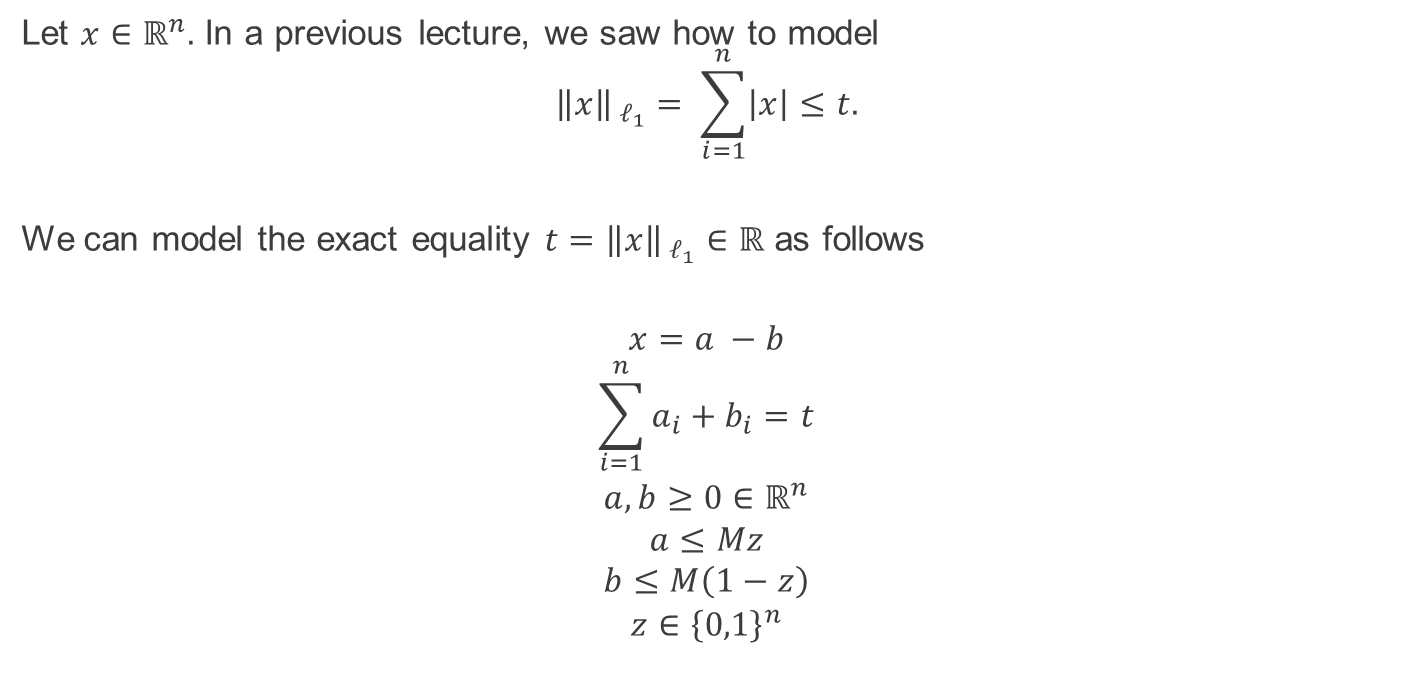 Let x ∈ ℝⁿ. In a previous lecture, we saw how to model
‖x‖ ℓ₁ = ∑ᵢ₌₁ⁿ |x| ≤ t.
We can model the exact equality t = ‖x‖ ℓ₁ ∈ ℝ as follows
x = a − b
∑ᵢ₌₁ⁿ aᵢ + bᵢ = t
a, b ≥ 0 ∈ ℝⁿ
a ≤ Mz
b ≤ M(1 − z)
z ∈ {0,1}ⁿ